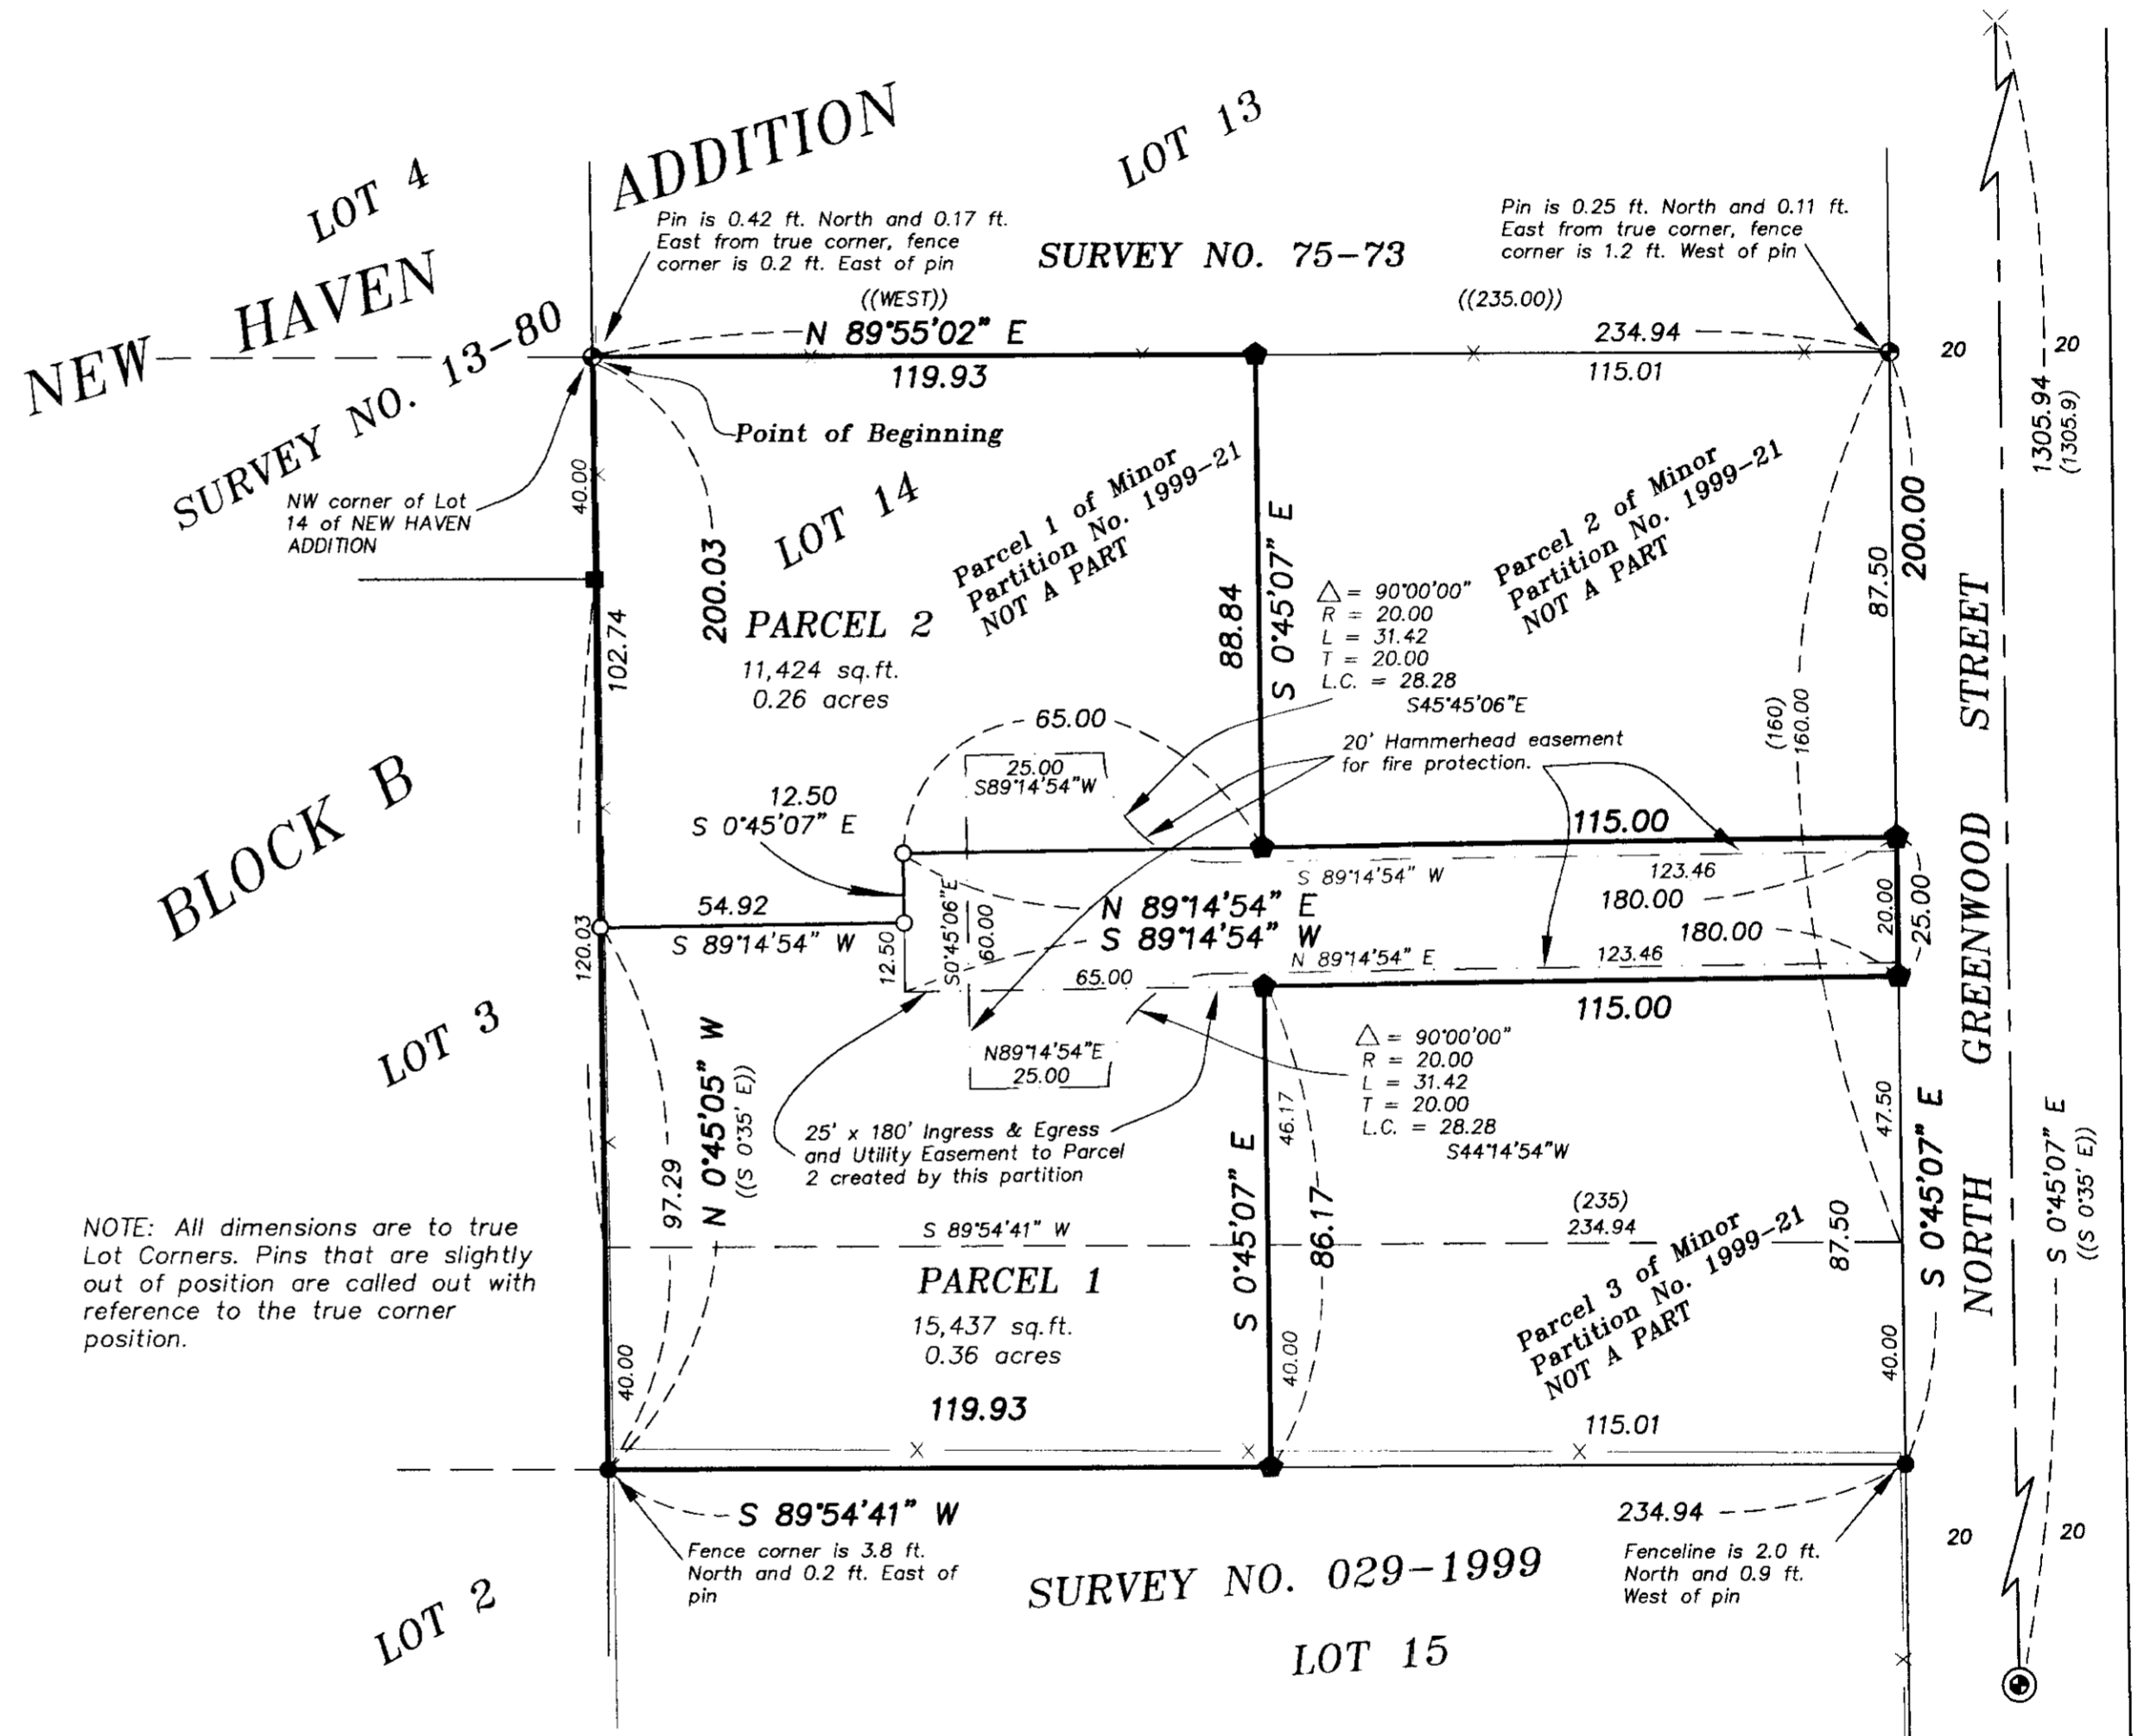 NEW HAVEN ADDITION
LOT 4
LOT 13
SURVEY NO. 13-80
SURVEY NO. 75-73
Pin is 0.42 ft. North and 0.17 ft.
East from true corner, fence
corner is 0.2 ft. East of pin
Pin is 0.25 ft. North and 0.11 ft.
East from true corner, fence
corner is 1.2 ft. West of pin
((WEST))
N 89°55'02" E
119.93
((235.00))
234.94
115.01
20
20
1305.94
(1305.9)
Point of Beginning
NW corner of Lot
14 of NEW HAVEN
ADDITION
40.00
102.74
200.03
LOT 14
Parcel 1 of Minor
Partition No. 1999-21
NOT A PART
PARCEL 2
11,424 sq.ft.
0.26 acres
88.84
S 0°45'07" E
Parcel 2 of Minor
Partition No. 1999-21
NOT A PART
△ = 90°00'00"
R = 20.00
L = 31.42
T = 20.00
L.C. = 28.28
S45°45'06"E
87.50
200.00
(160)
160.00
20' Hammerhead easement
for fire protection.
65.00
25.00
S89°14'54"W
12.50
S 0°45'07" E
115.00
S 89°14'54" W
123.46
180.00
N 89°14'54" E
S 89°14'54" W
180.00
20.00
25.00
54.92
S 89°14'54" W
12.50
S0°45'06"E
60.00
N 89°14'54" E
123.46
65.00
115.00
BLOCK B
120.03
LOT 3
N 0°45'05" W
((S 0°35' E))
97.29
N89°14'54"E
25.00
△ = 90°00'00"
R = 20.00
L = 31.42
T = 20.00
L.C. = 28.28
S44°14'54"W
25' x 180' Ingress & Egress
and Utility Easement to Parcel
2 created by this partition
46.17
S 0°45'07" E
86.17
40.00
47.50
87.50
40.00
S 0°45'07" E
NORTH GREENWOOD STREET
S 0°45'07" E
((S 0°35' E))
NOTE: All dimensions are to true
Lot Corners. Pins that are slightly
out of position are called out with
reference to the true corner
position.
S 89°54'41" W
(235)
234.94
PARCEL 1
15,437 sq.ft.
0.36 acres
Parcel 3 of Minor
Partition No. 1999-21
NOT A PART
40.00
119.93
115.01
S 89°54'41" W
234.94
Fence corner is 3.8 ft.
North and 0.2 ft. East of
pin
Fenceline is 2.0 ft.
North and 0.9 ft.
West of pin
20
20
SURVEY NO. 029-1999
LOT 2
LOT 15